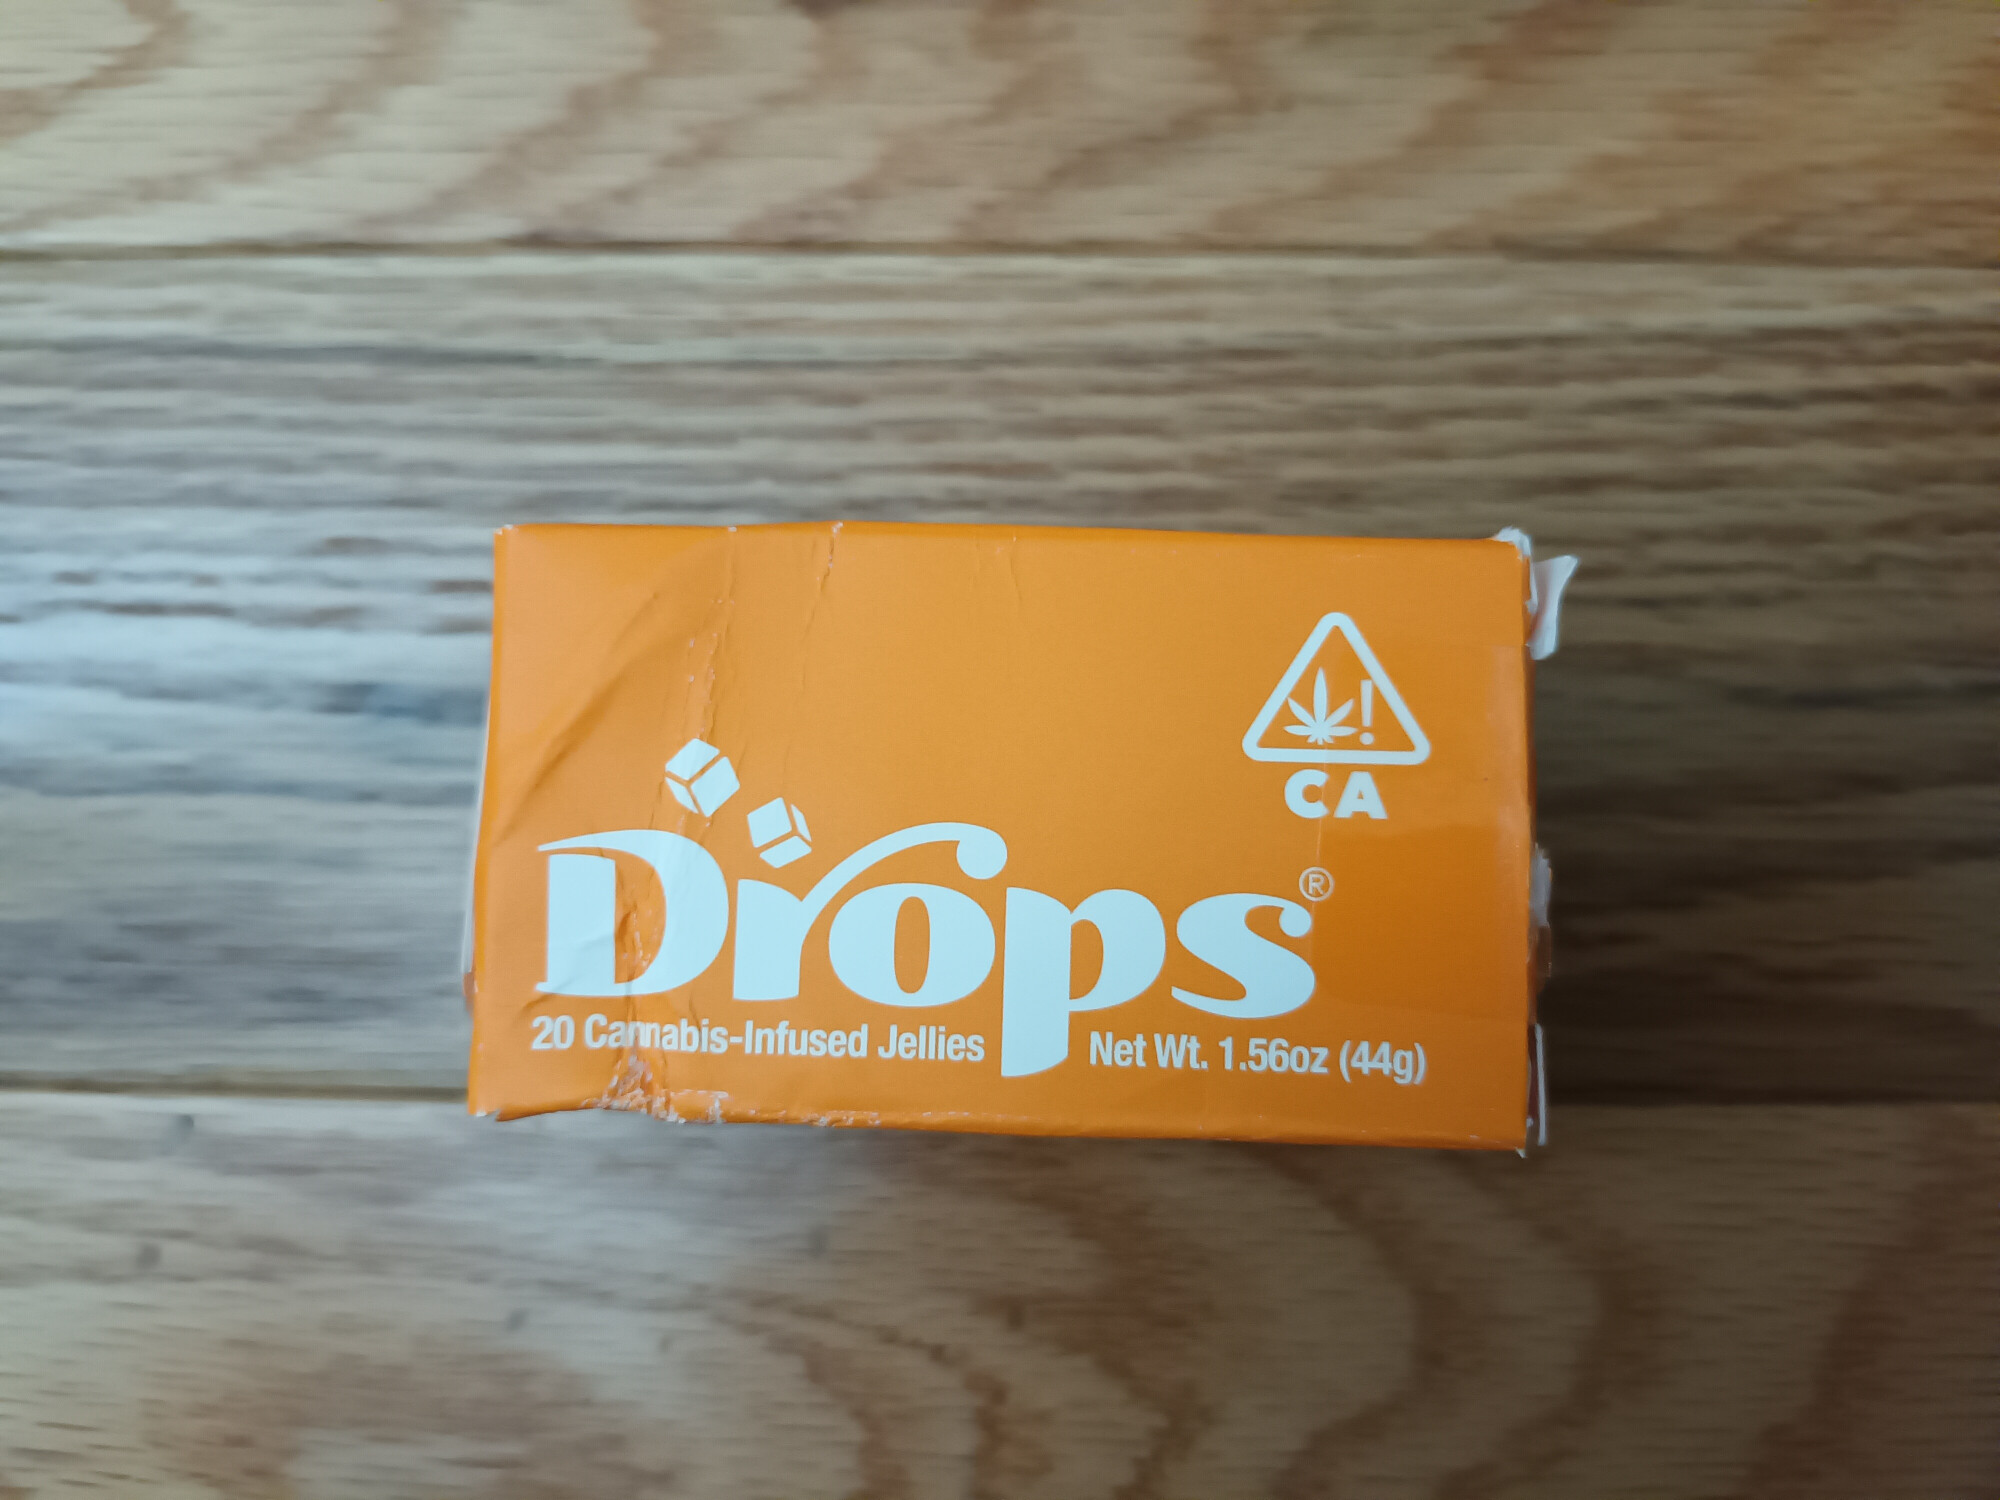 CA
Drops®
20 Cannabis-Infused Jellies Net Wt. 1.56oz (44g)